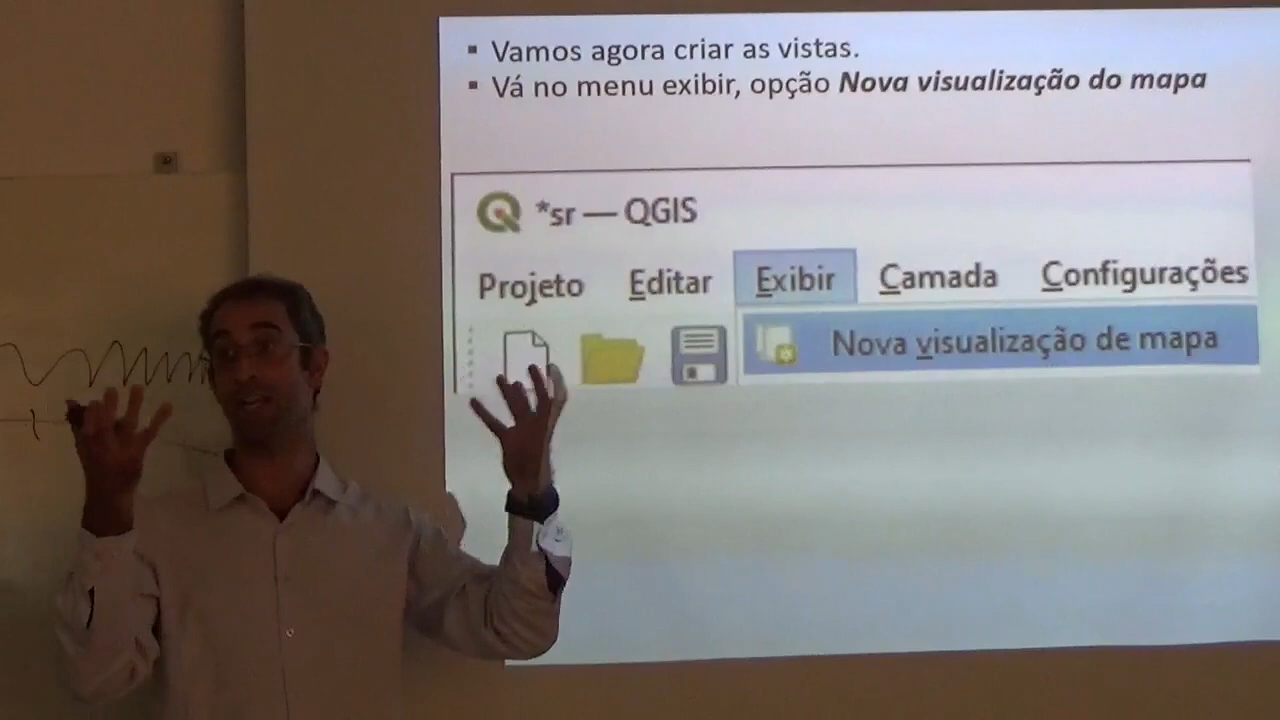 ▪ Vamos agora criar as vistas.
▪ Vá no menu exibir, opção Nova visualização do mapa
*sr — QGIS
Projeto Editar Exibir Camada Configurações
Nova visualização de mapa